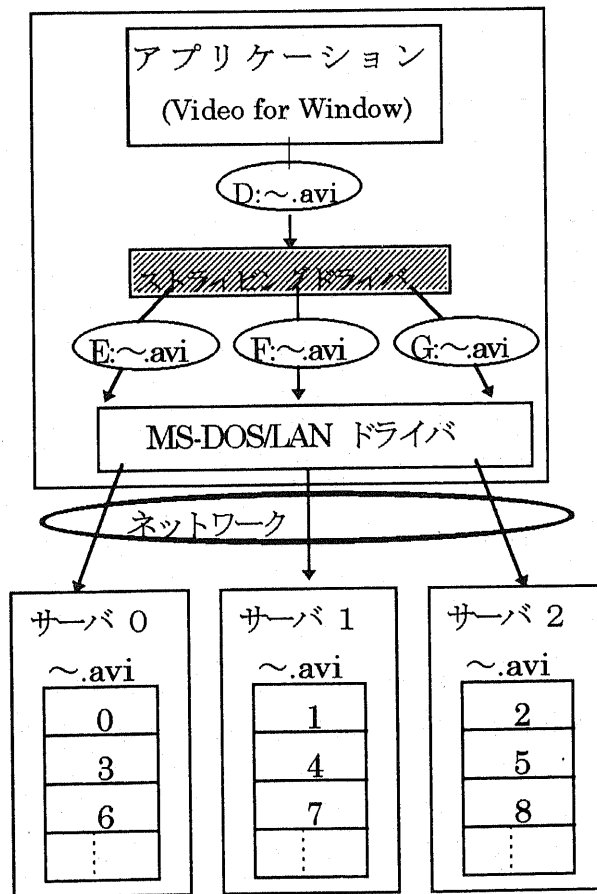 アプリケーション
(Video for Window)
D:～.avi
ストライピングドライバ
E:～.avi
F:～.avi
G:～.avi
MS-DOS/LAN ドライバ
ネットワーク
サーバ 0
～.avi
0
3
6
サーバ 1
～.avi
1
4
7
サーバ 2
～.avi
2
5
8